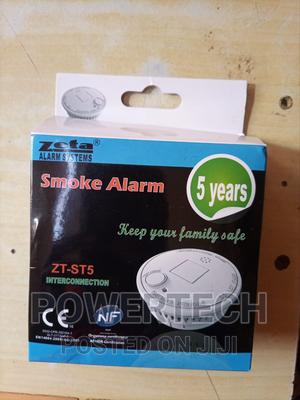 zeta®
ALARM SYSTEMS
Smoke Alarm
5 years
Keep your family safe
ZT-ST5
INTERCONNECTION
POWERTECH
CE
NF
POSTED ON JIJI